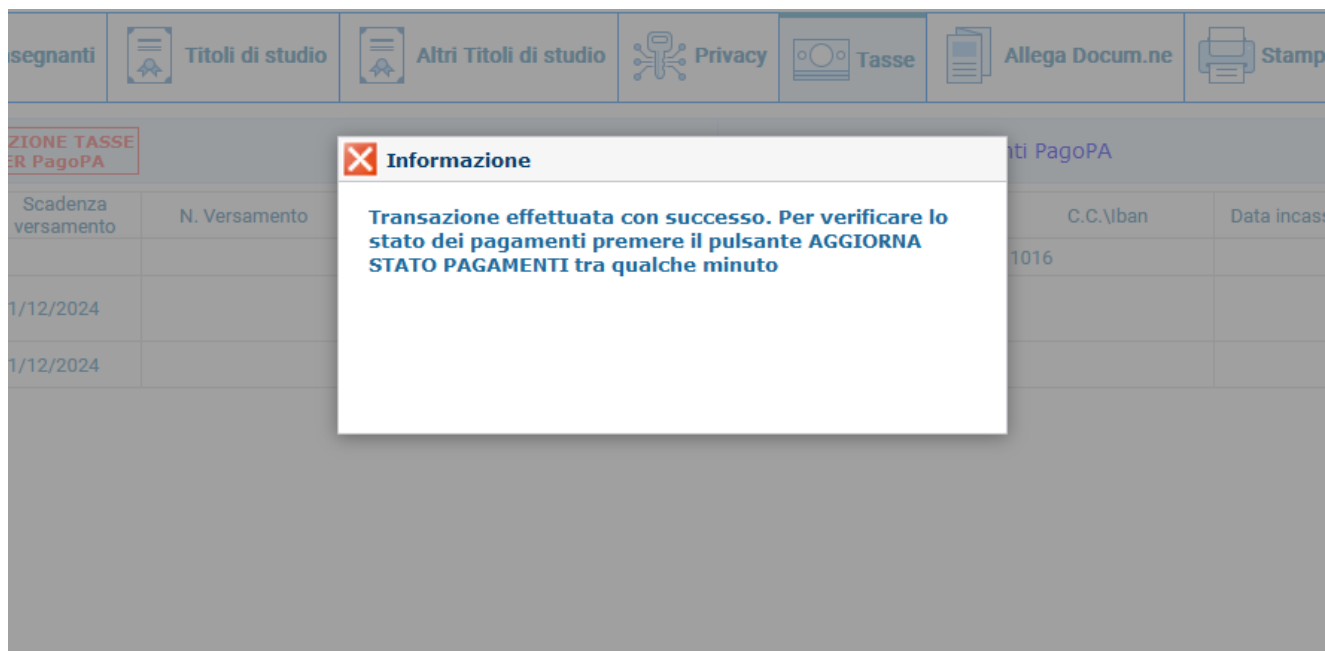 segnanti Titoli di studio Altri Titoli di studio Privacy Tasse Allega Docum.ne Stamp
ZIONE TASSE
ER PagoPA
nti PagoPA
Informazione
Scadenza
versamento
N. Versamento
C.C.\Iban
Data incass
Transazione effettuata con successo. Per verificare lo
stato dei pagamenti premere il pulsante AGGIORNA
STATO PAGAMENTI tra qualche minuto
1016
1/12/2024
1/12/2024